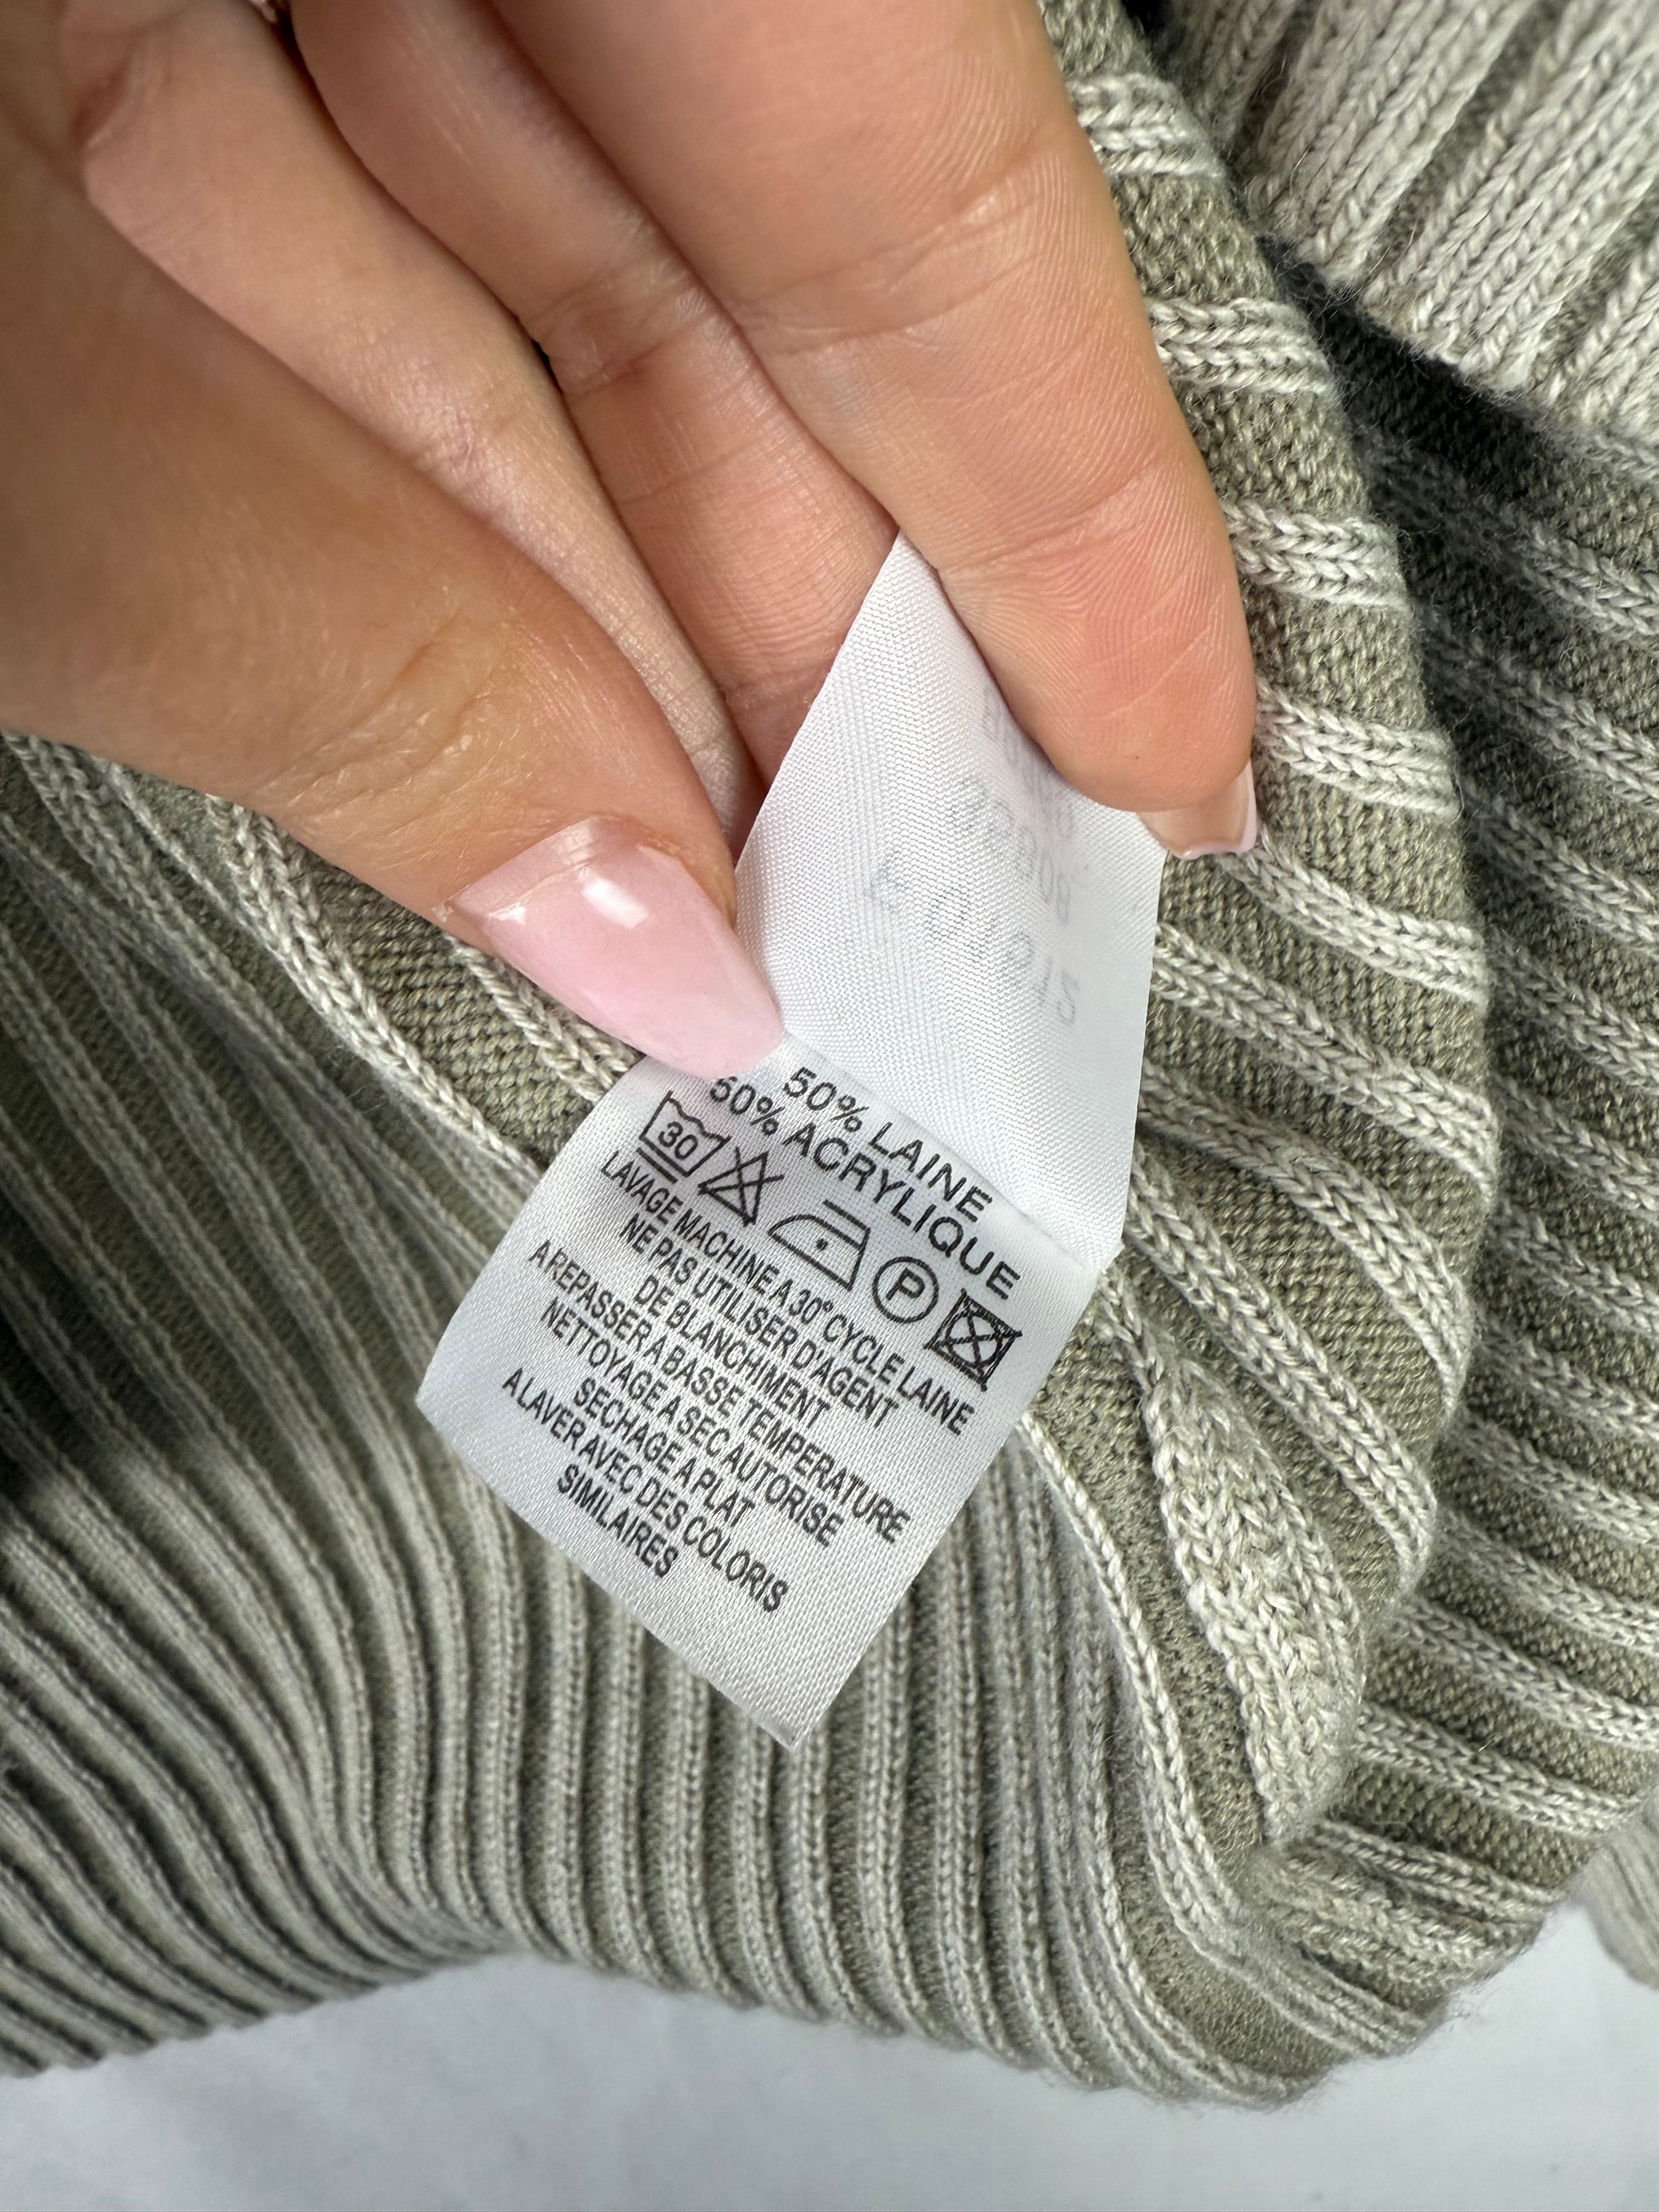 50% LAINE
50% ACRYLIQUE
30 P
LAVAGE MACHINE A 30° CYCLE LAINE
NE PAS UTILISER D'AGENT
DE BLANCHIMENT
A REPASSER A BASSE TEMPERATURE
NETTOYAGE A SEC AUTORISE
SECHAGE A PLAT
A LAVER AVEC DES COLORIS
SIMILAIRES